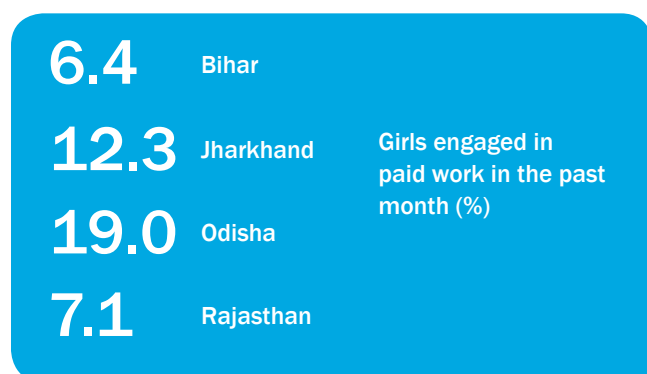 6.4 Bihar
12.3 Jharkhand
19.0 Odisha
7.1 Rajasthan
Girls engaged in
paid work in the past
month (%)